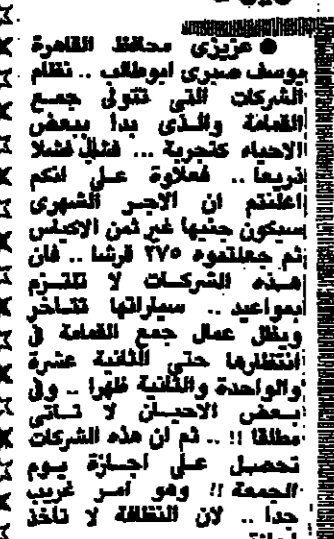 ● عزيزى محافظ القاهرة
يوسف صبرى ابوطالب .. نظام
الشركات التى تتولى جمع
القمامة والذى بدأ ببعض
الاحياء كتجربة ... فشل فشلا
ذريعا .. فعلاوة على انكم
اعلنتم ان الاجر الشهرى
سيكون جنيها غير ثمن الاكياس
ثم جعلتموه ٢٧٥ قرشا .. فان
هذه الشركات لا تلتزم
بمواعيد .. سياراتها تتأخر
ويظل عمال جمع القمامة فى
انتظارها حتى الثانية عشرة
والواحدة والثانية ظهرا .. وفى
بعض الاحيان لا تأتى
مطلقا !! .. ثم ان هذه الشركات
تحصل على اجازة يوم
الجمعة !! وهو امر غريب
جدا .. لان النظافة لا تأخذ